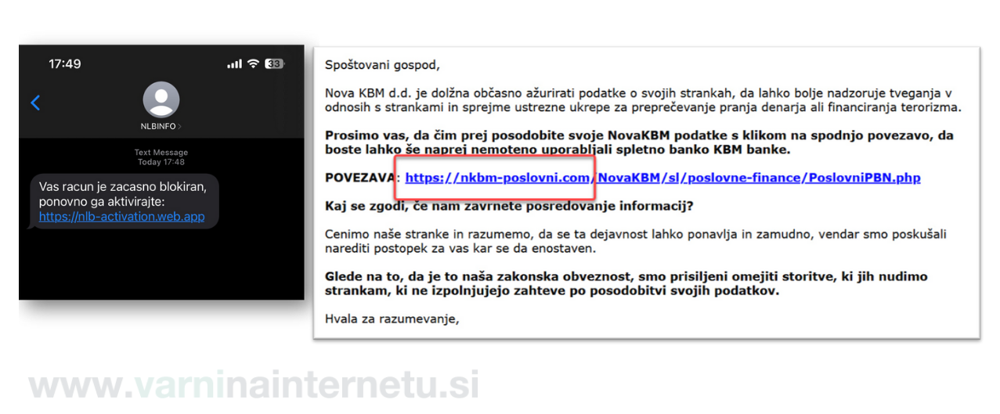 17:49
33
NLBINFO
Text Message
Today 17:48
Vas racun je zacasno blokiran,
ponovno ga aktivirajte:
https://nlb-activation.web.app
Spoštovani gospod,
Nova KBM d.d. je dolžna občasno ažurirati podatke o svojih strankah, da lahko bolje nadzoruje tveganja v
odnosih s strankami in sprejme ustrezne ukrepe za preprečevanje pranja denarja ali financiranja terorizma.
Prosimo vas, da čim prej posodobite svoje NovaKBM podatke s klikom na spodnjo povezavo, da
boste lahko še naprej nemoteno uporabljali spletno banko KBM banke.
POVEZAVA: https://nkbm-poslovni.com/NovaKBM/sl/poslovne-finance/PoslovniPBN.php
Kaj se zgodi, če nam zavrnete posredovanje informacij?
Cenimo naše stranke in razumemo, da se ta dejavnost lahko ponavlja in zamudno, vendar smo poskušali
narediti postopek za vas kar se da enostaven.
Glede na to, da je to naša zakonska obveznost, smo prisiljeni omejiti storitve, ki jih nudimo
strankam, ki ne izpolnjujejo zahteve po posodobitvi svojih podatkov.
Hvala za razumevanje,
www.varninainternetu.si